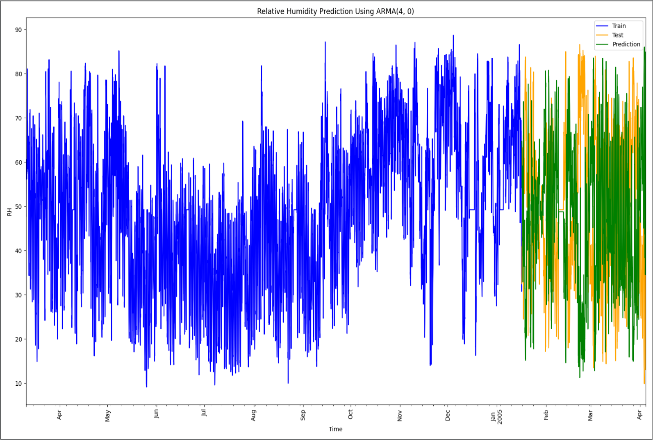 Relative Humidity Prediction Using ARMA(4, 0)
Train
Test
Prediction
90
80
70
60
50
40
30
20
10
RH
Apr
May
Jun
Jul
Aug
Sep
Oct
Nov
Dec
Jan
2005
Feb
Mar
Apr
Time